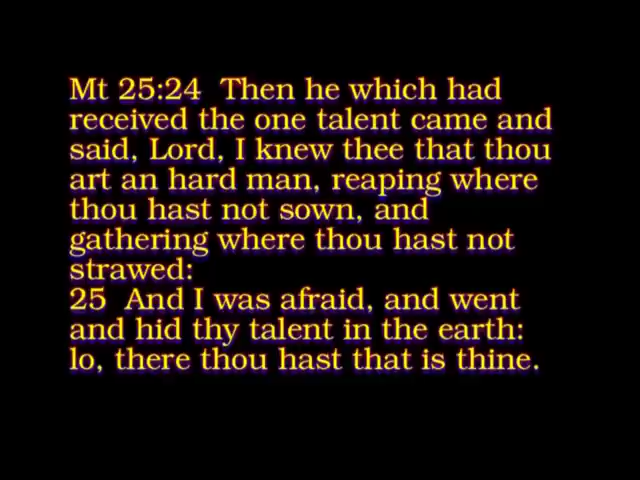 Mt 25:24  Then he which had
received the one talent came and
said, Lord, I knew thee that thou
art an hard man, reaping where
thou hast not sown, and
gathering where thou hast not
strawed:
25  And I was afraid, and went
and hid thy talent in the earth:
lo, there thou hast that is thine.